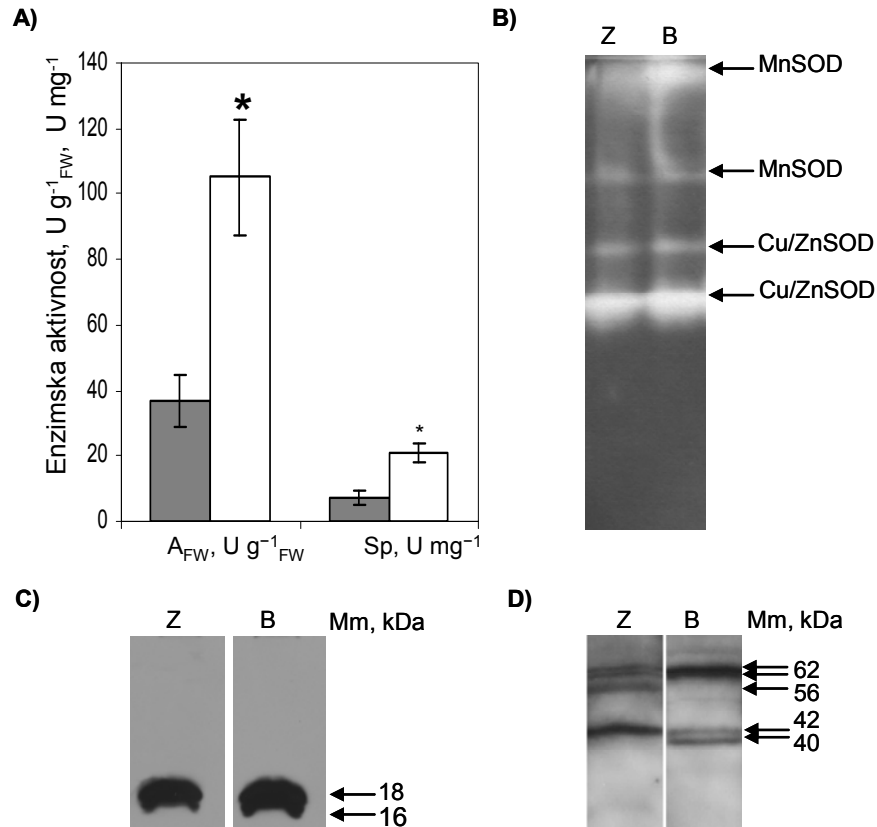 A)
Enzimska aktivnost, U g⁻¹FW, U mg⁻¹
140
120
100
80
60
40
20
0
*
*
AFW, U g⁻¹FW
Sp, U mg⁻¹
B)
Z B
MnSOD
MnSOD
Cu/ZnSOD
Cu/ZnSOD
C)
Z B Mm, kDa
18
16
D)
Z B Mm, kDa
62
56
42
40